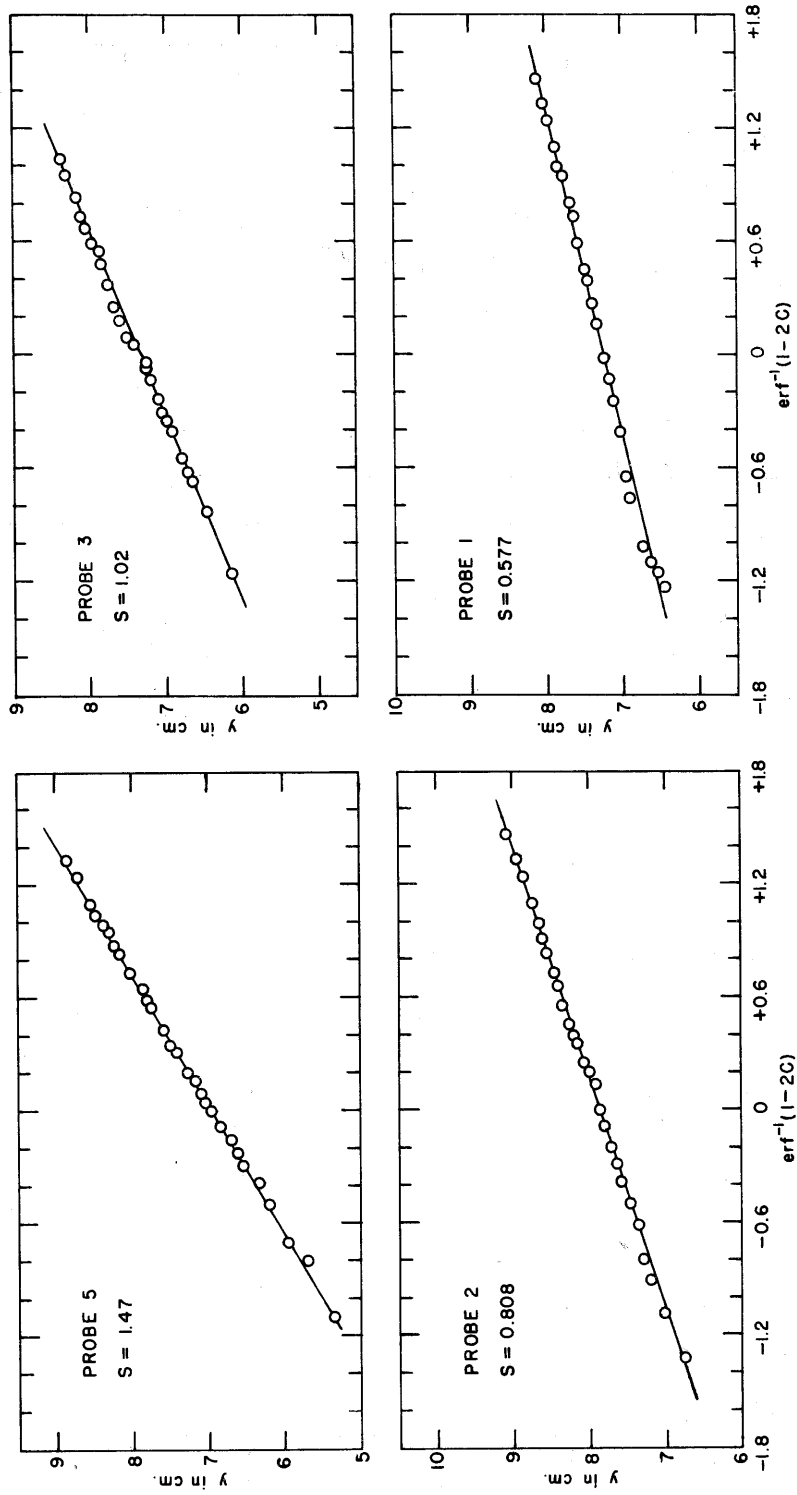 PROBE 5
S = 1.47
9
8
7
6
5
y in cm.
PROBE 3
S = 1.02
9
8
7
6
5
y in cm.
PROBE 2
S = 0.808
10
9
8
7
6
y in cm.
-1.8
-1.2
-0.6
0
+0.6
+1.2
+1.8
erf⁻¹(1-2C)
PROBE 1
S = 0.577
10
9
8
7
6
y in cm.
-1.8
-1.2
-0.6
0
+0.6
+1.2
+1.8
erf⁻¹(1-2C)